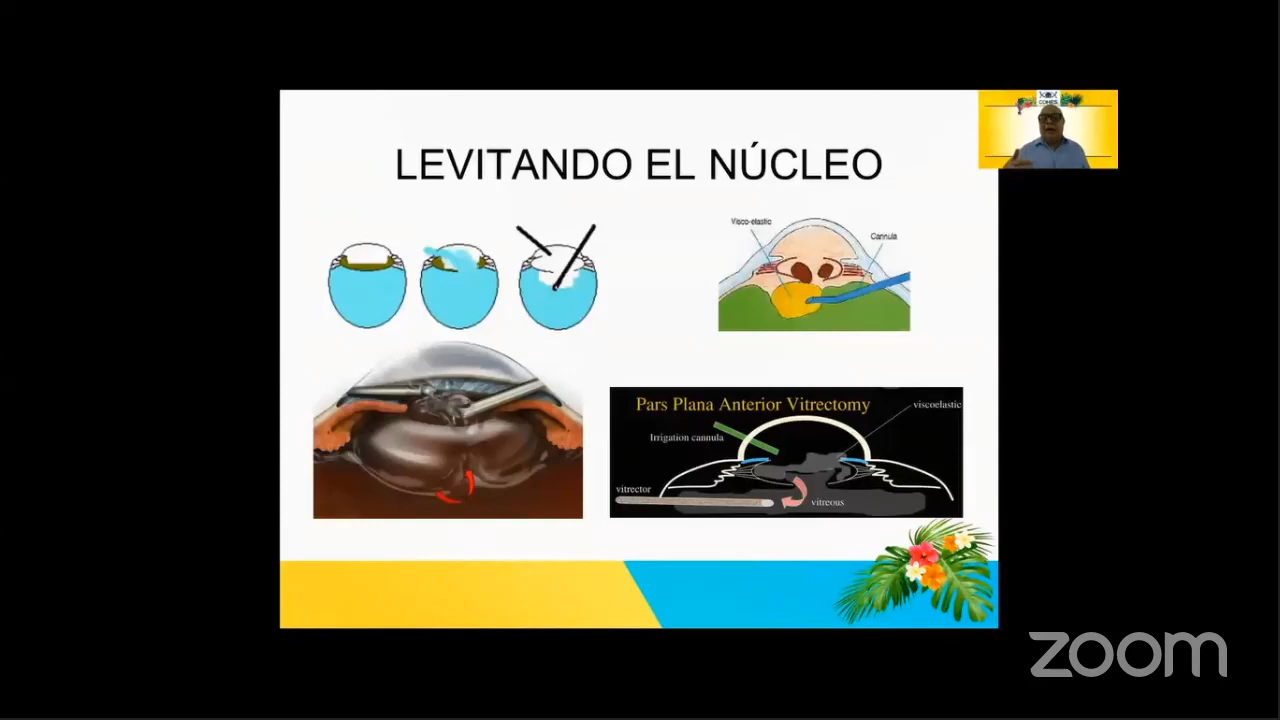 LEVITANDO EL NÚCLEO
Visco-elastic
Cannula
Pars Plana Anterior Vitrectomy
viscoelastic
Irrigation cannula
vitrector
vitreous
zoom